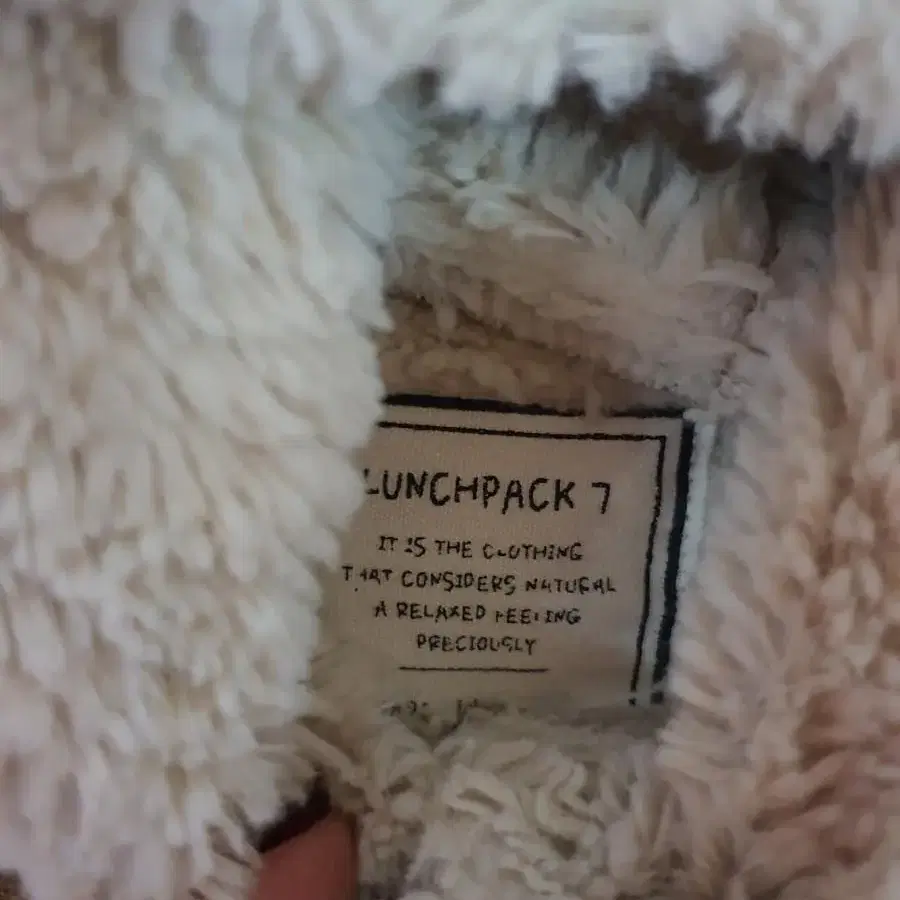 LUNCHPACK 7
IT IS THE CLOTHING
THAT CONSIDERS NATURAL
A RELAXED FEELING
PRECIOUSLY